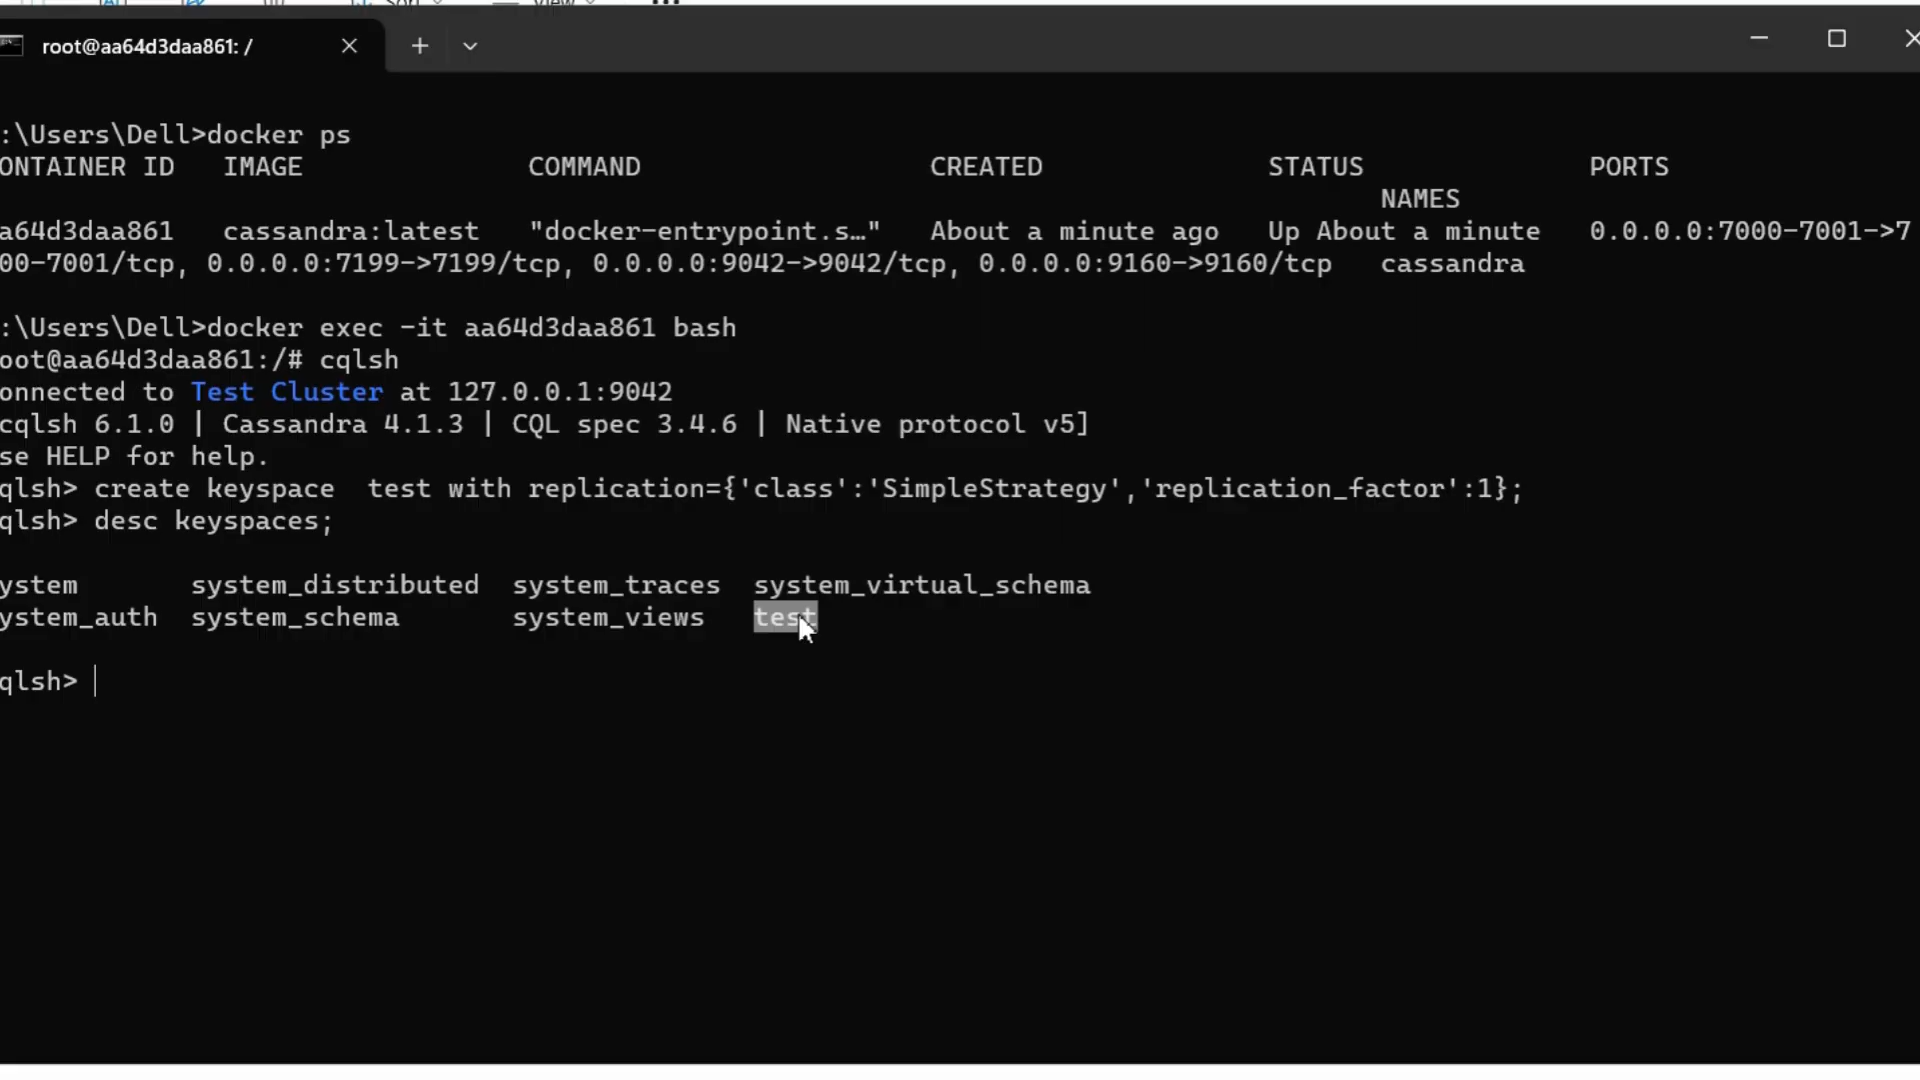 root@aa64d3daa861: /
:\Users\Dell>docker ps
ONTAINER ID   IMAGE              COMMAND                  CREATED              STATUS              PORTS
NAMES
a64d3daa861   cassandra:latest   "docker-entrypoint.s…"   About a minute ago   Up About a minute   0.0.0.0:7000-7001->7
00-7001/tcp, 0.0.0.0:7199->7199/tcp, 0.0.0.0:9042->9042/tcp, 0.0.0.0:9160->9160/tcp   cassandra
:\Users\Dell>docker exec -it aa64d3daa861 bash
oot@aa64d3daa861:/# cqlsh
onnected to Test Cluster at 127.0.0.1:9042
cqlsh 6.1.0 | Cassandra 4.1.3 | CQL spec 3.4.6 | Native protocol v5]
se HELP for help.
qlsh> create keyspace  test with replication={'class':'SimpleStrategy','replication_factor':1};
qlsh> desc keyspaces;
ystem       system_distributed  system_traces  system_virtual_schema
ystem_auth  system_schema       system_views   test
qlsh>